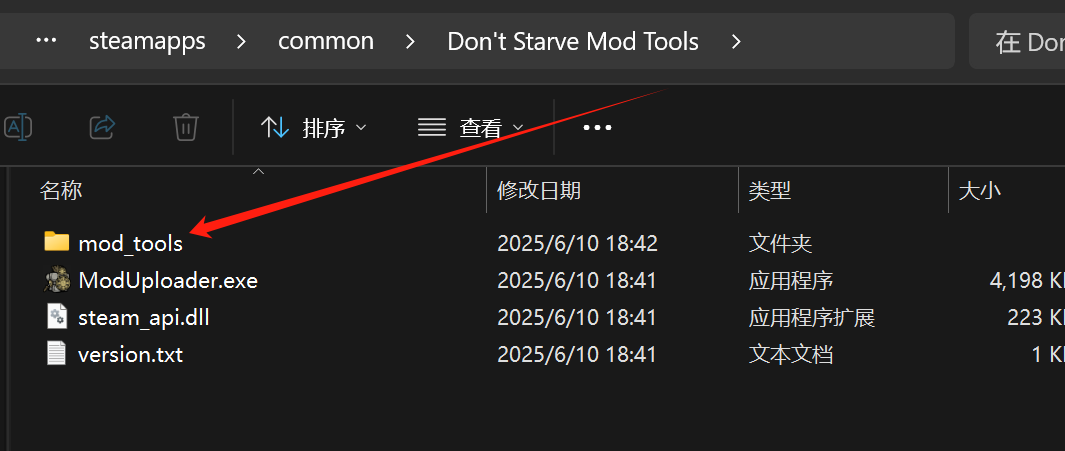 … steamapps > common > Don't Starve Mod Tools > 在 Don
排序 查看 •••
名称 修改日期 类型 大小
mod_tools 2025/6/10 18:42 文件夹
ModUploader.exe 2025/6/10 18:41 应用程序 4,198 K
steam_api.dll 2025/6/10 18:41 应用程序扩展 223 K
version.txt 2025/6/10 18:41 文本文档 1 K